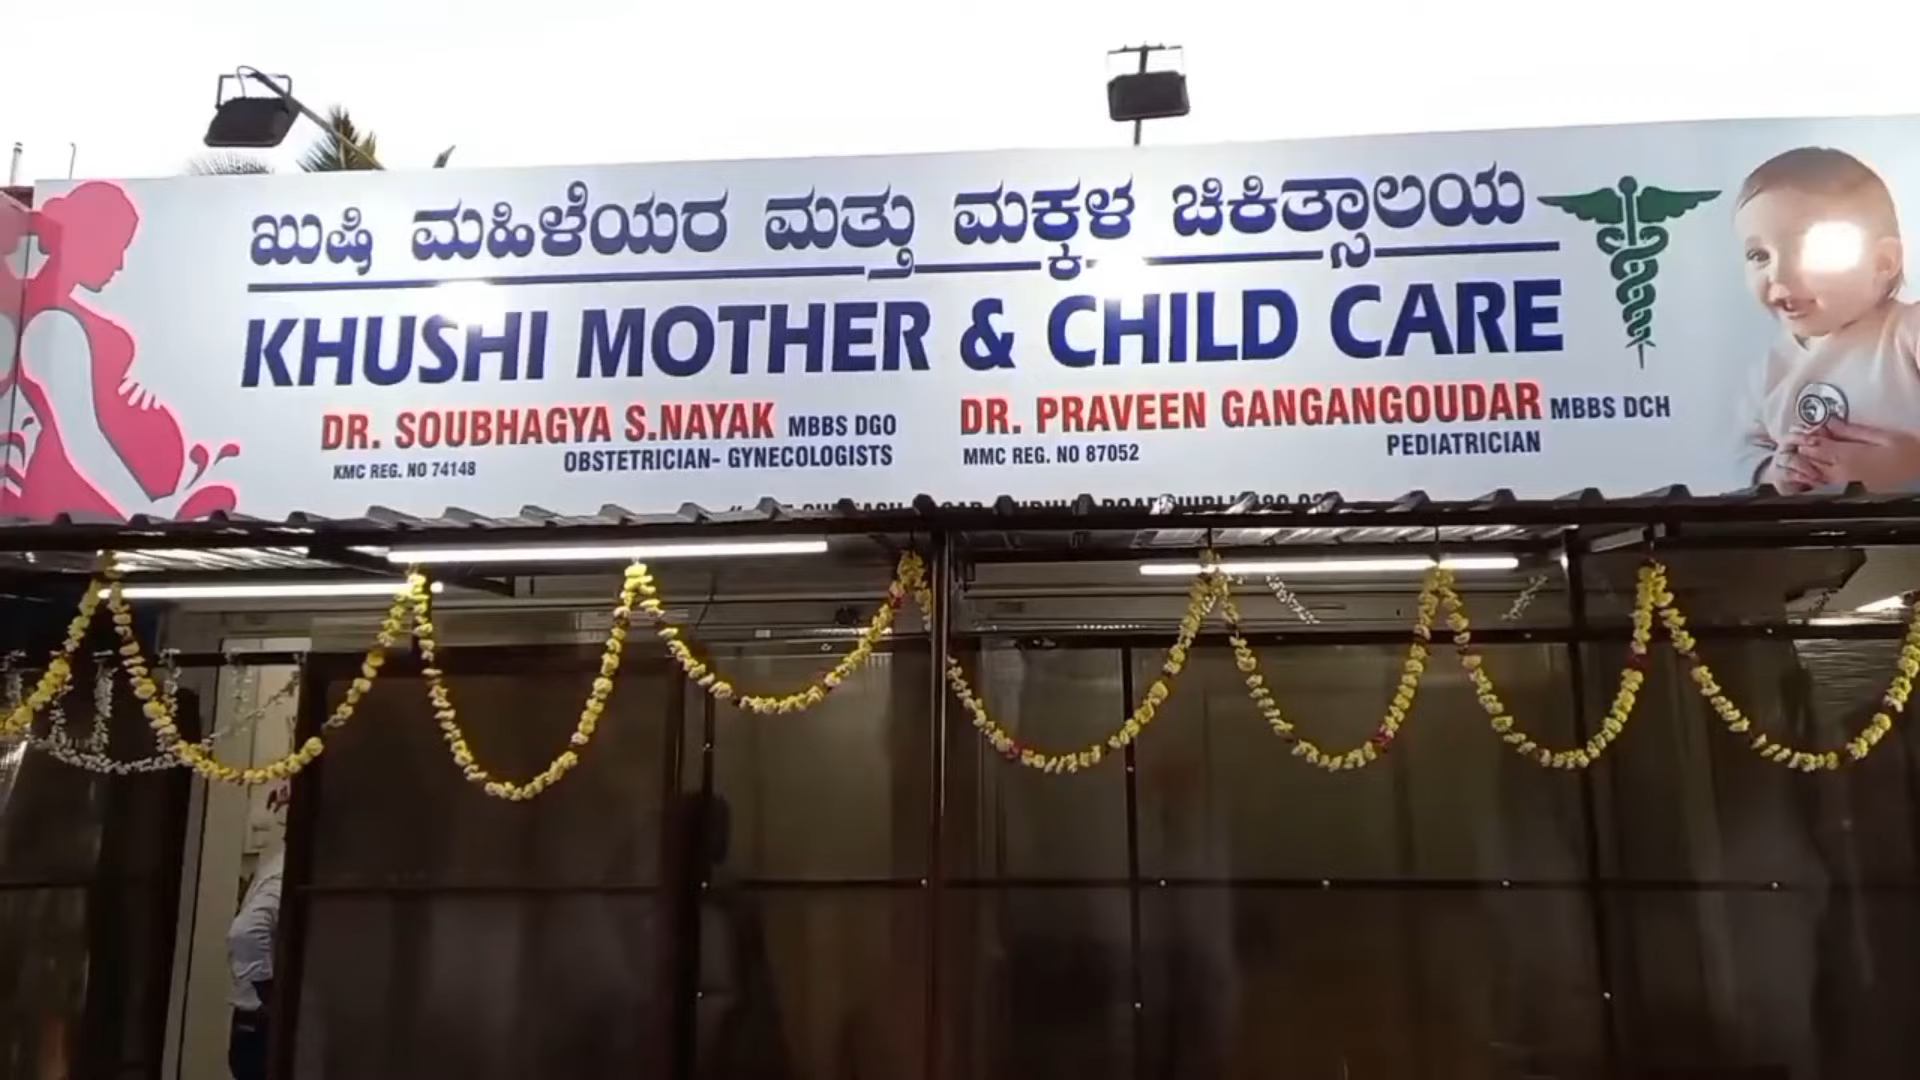 ಖುಷಿ ಮಹಿಳೆಯರ ಮತ್ತು ಮಕ್ಕಳ ಚಿಕಿತ್ಸಾಲಯ
KHUSHI MOTHER & CHILD CARE
DR. SOUBHAGYA S.NAYAK MBBS DGO
KMC REG. NO 74148 OBSTETRICIAN- GYNECOLOGISTS
DR. PRAVEEN GANGANGOUDAR MBBS DCH
MMC REG. NO 87052 PEDIATRICIAN